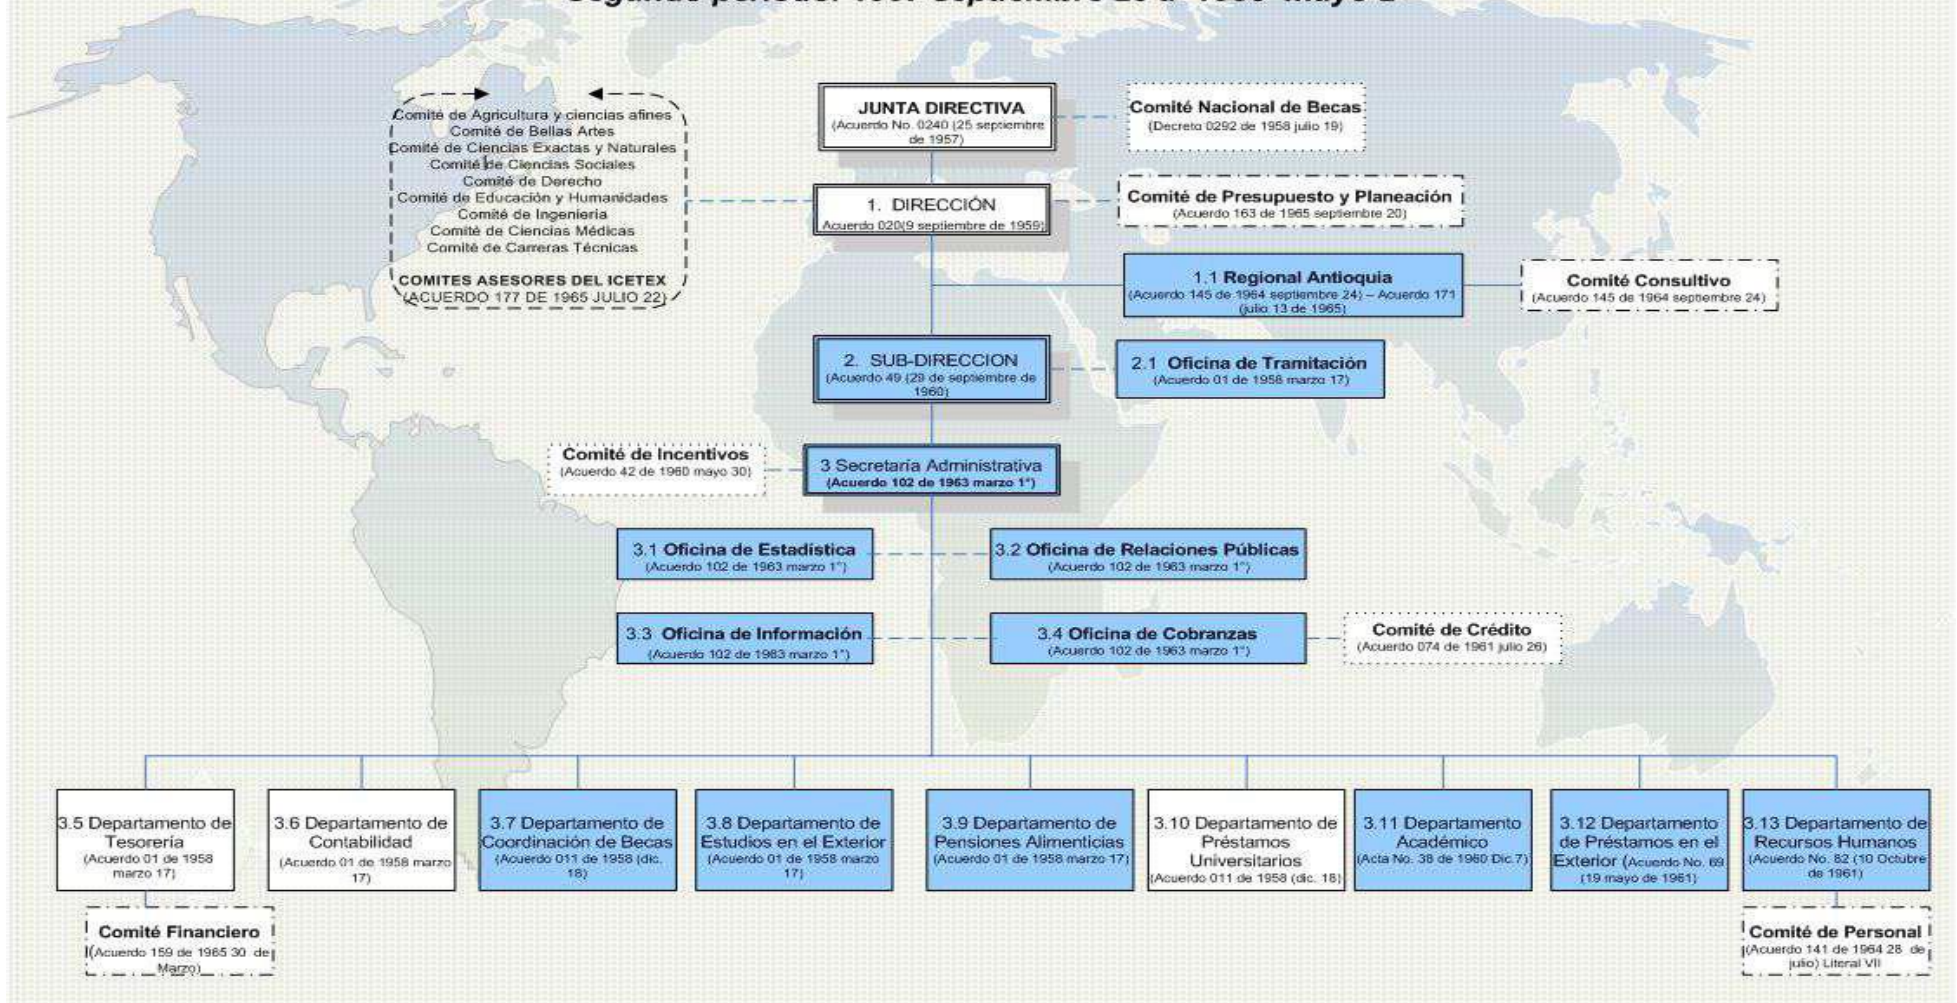 JUNTA DIRECTIVA
(Acuerdo No. 0240 (25 septiembre
de 1957)
Comité Nacional de Becas
(Decreto 0292 de 1958 julio 19)
Comité de Agricultura y ciencias afines
Comité de Bellas Artes
Comité de Ciencias Exactas y Naturales
Comité de Ciencias Sociales
Comité de Derecho
Comité de Educación y Humanidades
Comité de Ingenieria
Comité de Ciencias Médicas
Comité de Carreras Técnicas
COMITES ASESORES DEL ICETEX
(ACUERDO 177 DE 1965 JULIO 22)
1. DIRECCIÓN
Acuerdo 020(9 septiembre de 1959)
Comité de Presupuesto y Planeación
(Acuerdo 163 de 1965 septiembre 20)
1.1 Regional Antioquia
(Acuerdo 145 de 1964 septiembre 24) – Acuerdo 171
(julio 13 de 1965)
Comité Consultivo
(Acuerdo 145 de 1964 septiembre 24)
2. SUB-DIRECCION
(Acuerdo 49 (29 de septiembre de
1960)
2.1 Oficina de Tramitación
(Acuerdo 01 de 1958 marzo 17)
Comité de Incentivos
(Acuerdo 42 de 1960 mayo 30)
3 Secretaría Administrativa
(Acuerdo 102 de 1963 marzo 1°)
3.1 Oficina de Estadística
(Acuerdo 102 de 1963 marzo 1°)
3.2 Oficina de Relaciones Públicas
(Acuerdo 102 de 1963 marzo 1°)
3.3 Oficina de Información
(Acuerdo 102 de 1963 marzo 1°)
3.4 Oficina de Cobranzas
(Acuerdo 102 de 1963 marzo 1°)
Comité de Crédito
(Acuerdo 074 de 1961 julio 26)
3.5 Departamento de
Tesorería
(Acuerdo 01 de 1958
marzo 17)
3.6 Departamento de
Contabilidad
(Acuerdo 01 de 1958 marzo
17)
3.7 Departamento de
Coordinación de Becas
(Acuerdo 011 de 1958 (dic.
18)
3.8 Departamento de
Estudios en el Exterior
(Acuerdo 01 de 1958 marzo
17)
3.9 Departamento de
Pensiones Alimenticias
(Acuerdo 01 de 1958 marzo 17)
3.10 Departamento de
Préstamos
Universitarios
(Acuerdo 011 de 1958 (dic. 18)
3.11 Departamento
Académico
(Acta No. 38 de 1960 Dic.7)
3.12 Departamento
de Préstamos en el
Exterior (Acuerdo No. 69
(19 mayo de 1961)
3.13 Departamento de
Recursos Humanos
(Acuerdo No. 82 (10 Octubre
de 1961)
Comité Financiero
(Acuerdo 159 de 1965 30 de
Marzo)
Comité de Personal
(Acuerdo 141 de 1964 28 de
julio) Literal VII